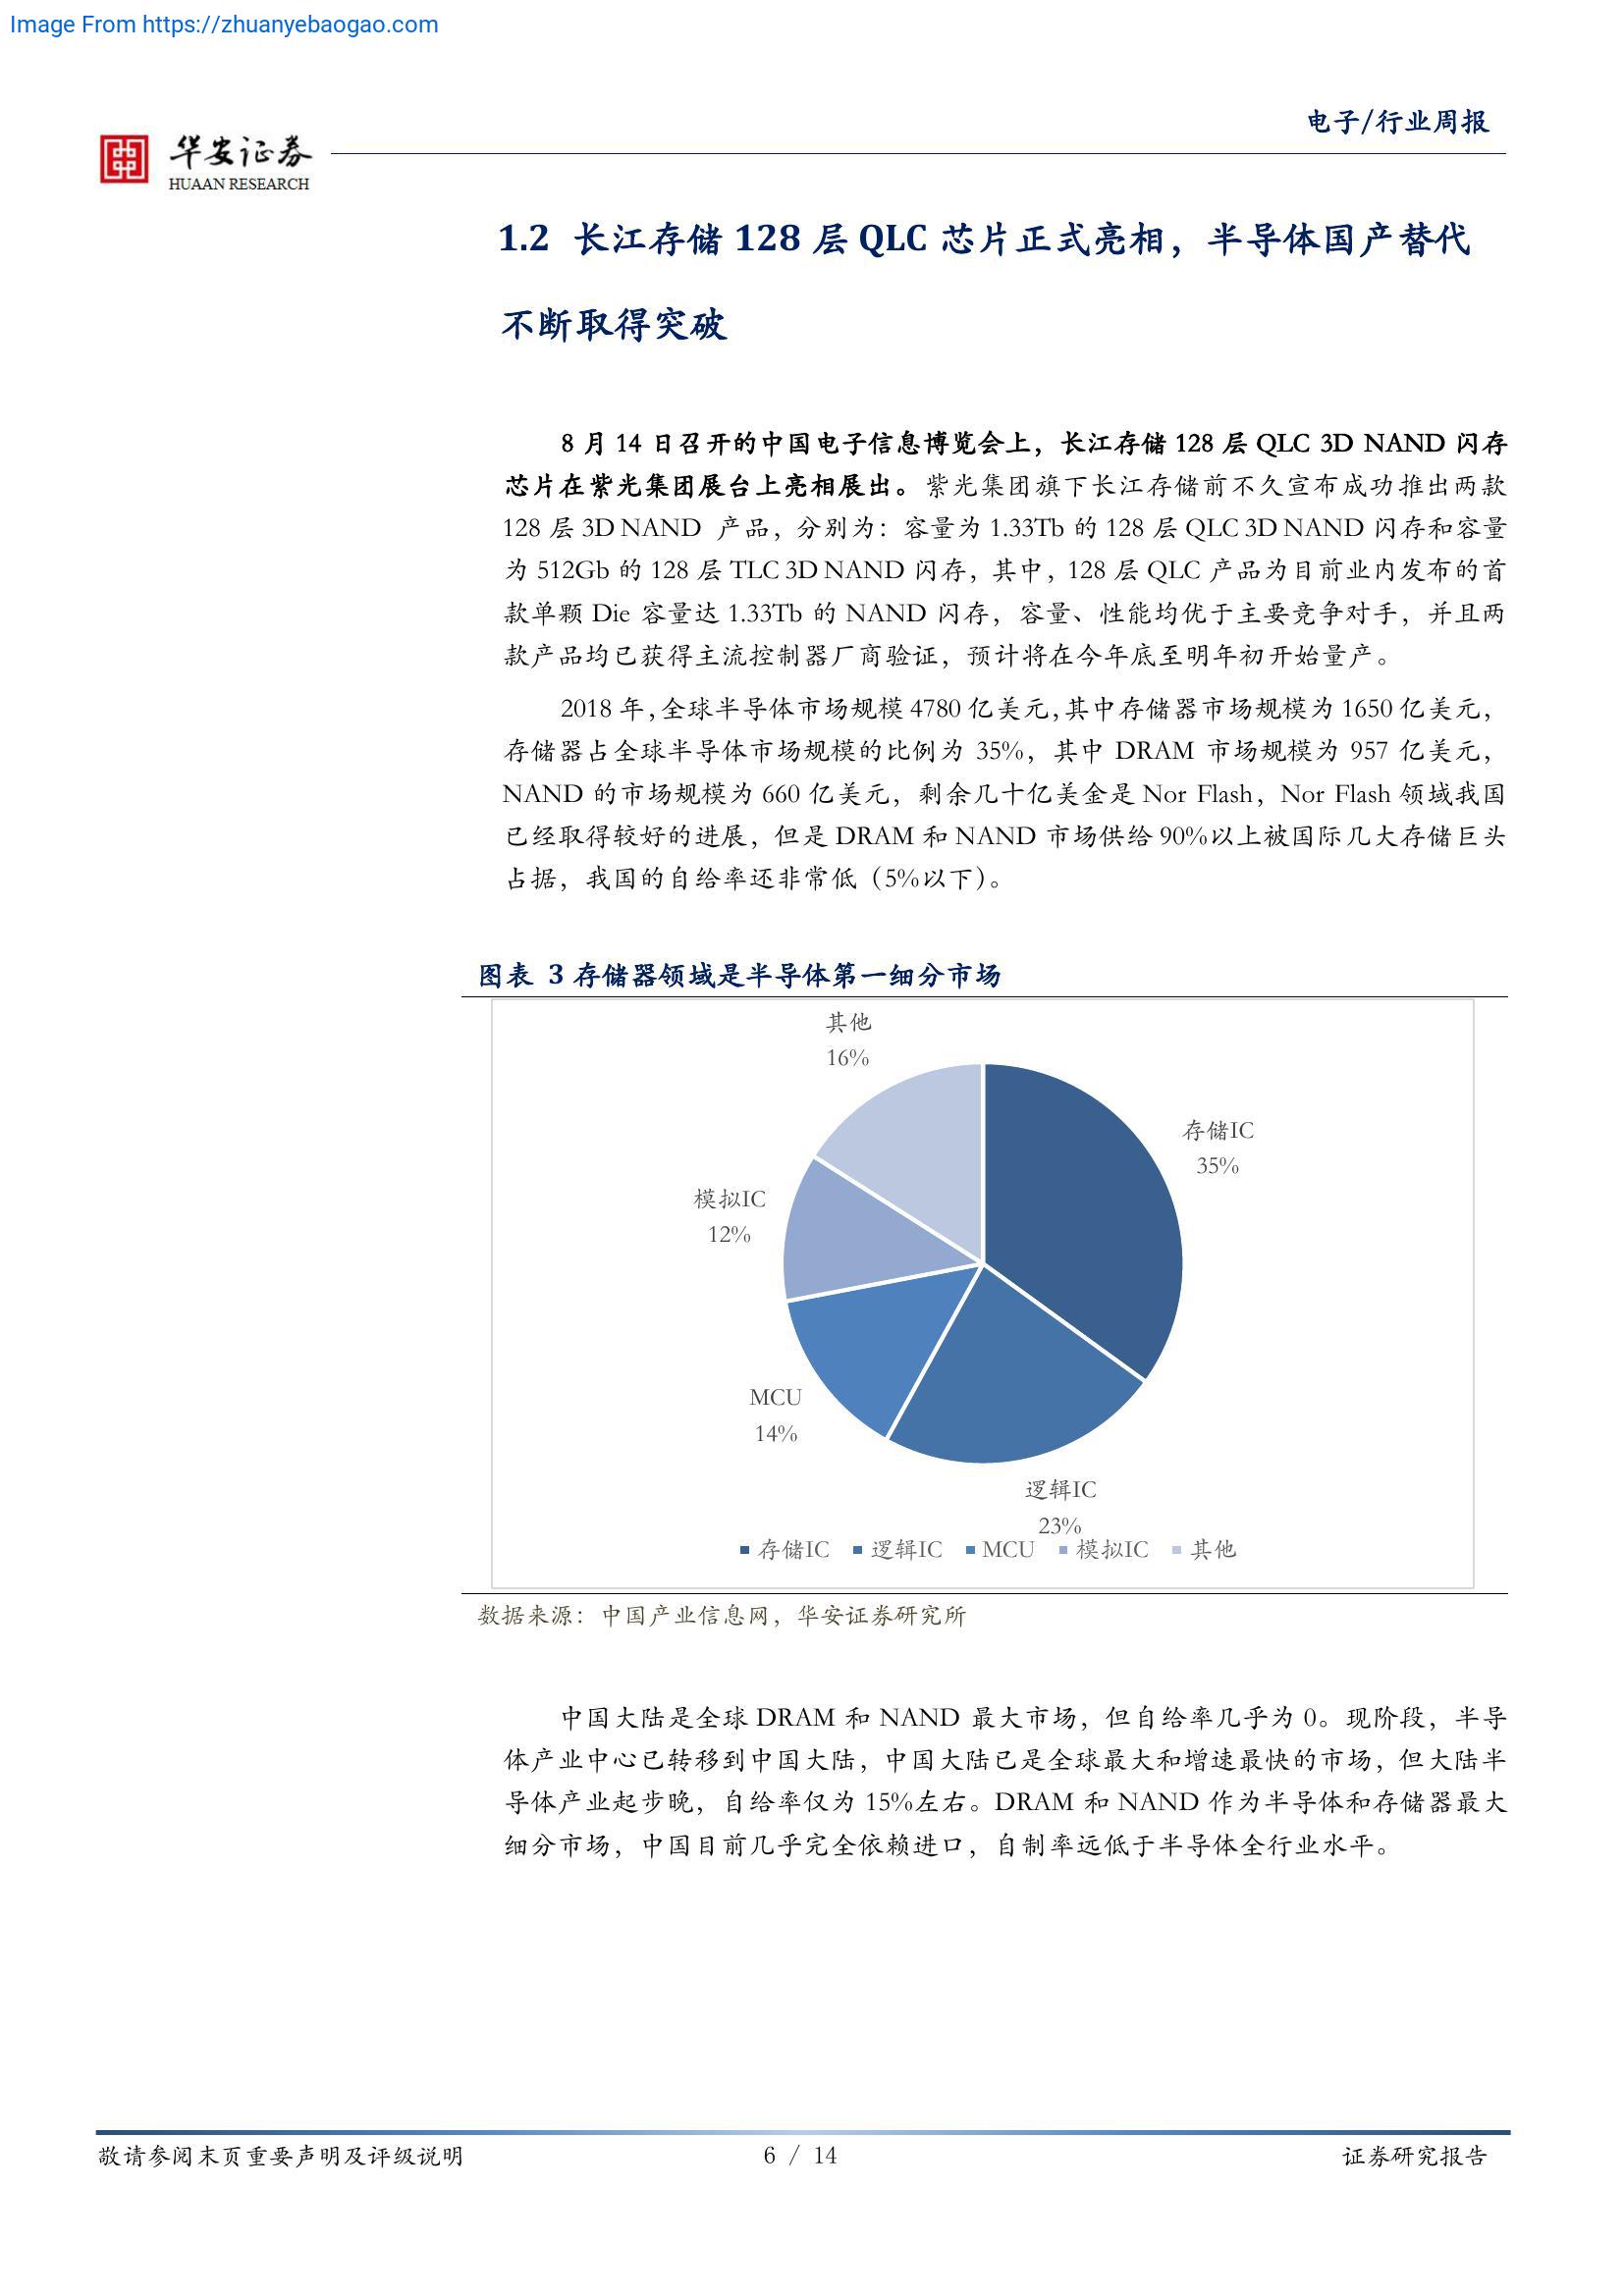 Image From https://zhuanyebaogao.com
电子/行业周报
华安证券
HUAAN RESEARCH
1.2 长江存储 128 层 QLC 芯片正式亮相，半导体国产替代
不断取得突破
8 月 14 日召开的中国电子信息博览会上，长江存储 128 层 QLC 3D NAND 闪存
芯片在紫光集团展台上亮相展出。紫光集团旗下长江存储前不久宣布成功推出两款
128 层 3D NAND 产品，分别为：容量为 1.33Tb 的 128 层 QLC 3D NAND 闪存和容量
为 512Gb 的 128 层 TLC 3D NAND 闪存，其中，128 层 QLC 产品为目前业内发布的首
款单颗 Die 容量达 1.33Tb 的 NAND 闪存，容量、性能均优于主要竞争对手，并且两
款产品均已获得主流控制器厂商验证，预计将在今年底至明年初开始量产。
2018 年，全球半导体市场规模 4780 亿美元，其中存储器市场规模为 1650 亿美元，
存储器占全球半导体市场规模的比例为 35%，其中 DRAM 市场规模为 957 亿美元，
NAND 的市场规模为 660 亿美元，剩余几十亿美金是 Nor Flash，Nor Flash 领域我国
已经取得较好的进展，但是 DRAM 和 NAND 市场供给 90%以上被国际几大存储巨头
占据，我国的自给率还非常低（5%以下）。
图表 3 存储器领域是半导体第一细分市场
其他
16%
存储IC
35%
模拟IC
12%
MCU
14%
逻辑IC
23%
存储IC 逻辑IC MCU 模拟IC 其他
数据来源：中国产业信息网，华安证券研究所
中国大陆是全球 DRAM 和 NAND 最大市场，但自给率几乎为 0。现阶段，半导
体产业中心已转移到中国大陆，中国大陆已是全球最大和增速最快的市场，但大陆半
导体产业起步晚，自给率仅为 15%左右。DRAM 和 NAND 作为半导体和存储器最大
细分市场，中国目前几乎完全依赖进口，自制率远低于半导体全行业水平。
敬请参阅末页重要声明及评级说明
6 / 14
证券研究报告